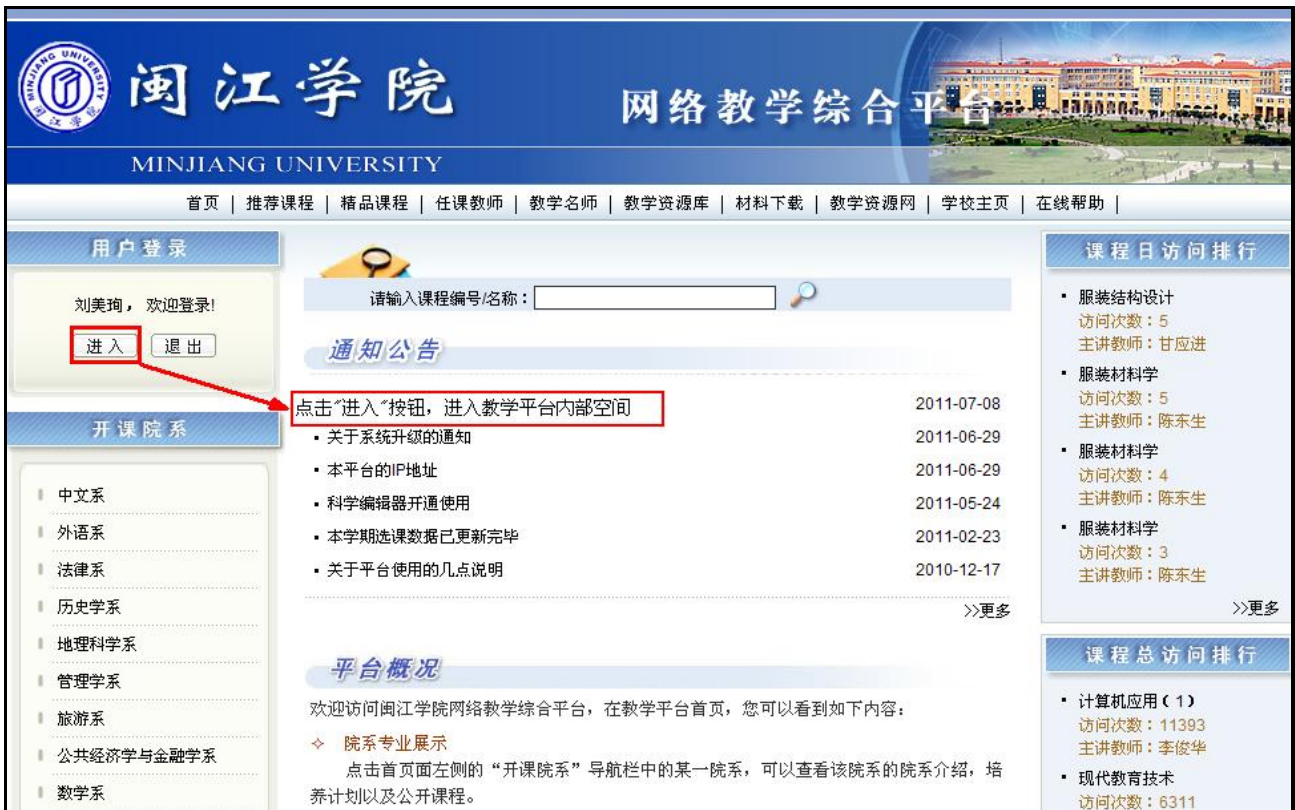 闽江学院
网络教学综合平台
MINJIANG UNIVERSITY
首页 | 推荐课程 | 精品课程 | 任课教师 | 教学名师 | 教学资源库 | 材料下载 | 教学资源网 | 学校主页 | 在线帮助 |
用户登录
刘美珣，欢迎登录!
进入 退出
开课院系
中文系
外语系
法律系
历史学系
地理科学系
管理学系
旅游系
公共经济学与金融学系
数学系
请输入课程编号/名称：
通知公告
点击"进入"按钮，进入教学平台内部空间 2011-07-08
关于系统升级的通知 2011-06-29
本平台的IP地址 2011-06-29
科学编辑器开通使用 2011-05-24
本学期选课数据已更新完毕 2011-02-23
关于平台使用的几点说明 2010-12-17
>>更多
平台概况
欢迎访问闽江学院网络教学综合平台，在教学平台首页，您可以看到如下内容：
院系专业展示
点击首页面左侧的“开课院系”导航栏中的某一院系，可以查看该院系的院系介绍，培
养计划以及公开课程。
课程日访问排行
服装结构设计
访问次数：5
主讲教师：甘应进
服装材料学
访问次数：5
主讲教师：陈东生
服装材料学
访问次数：4
主讲教师：陈东生
服装材料学
访问次数：3
主讲教师：陈东生
>>更多
课程总访问排行
计算机应用(1)
访问次数：11393
主讲教师：李俊华
现代教育技术
访问次数：6311